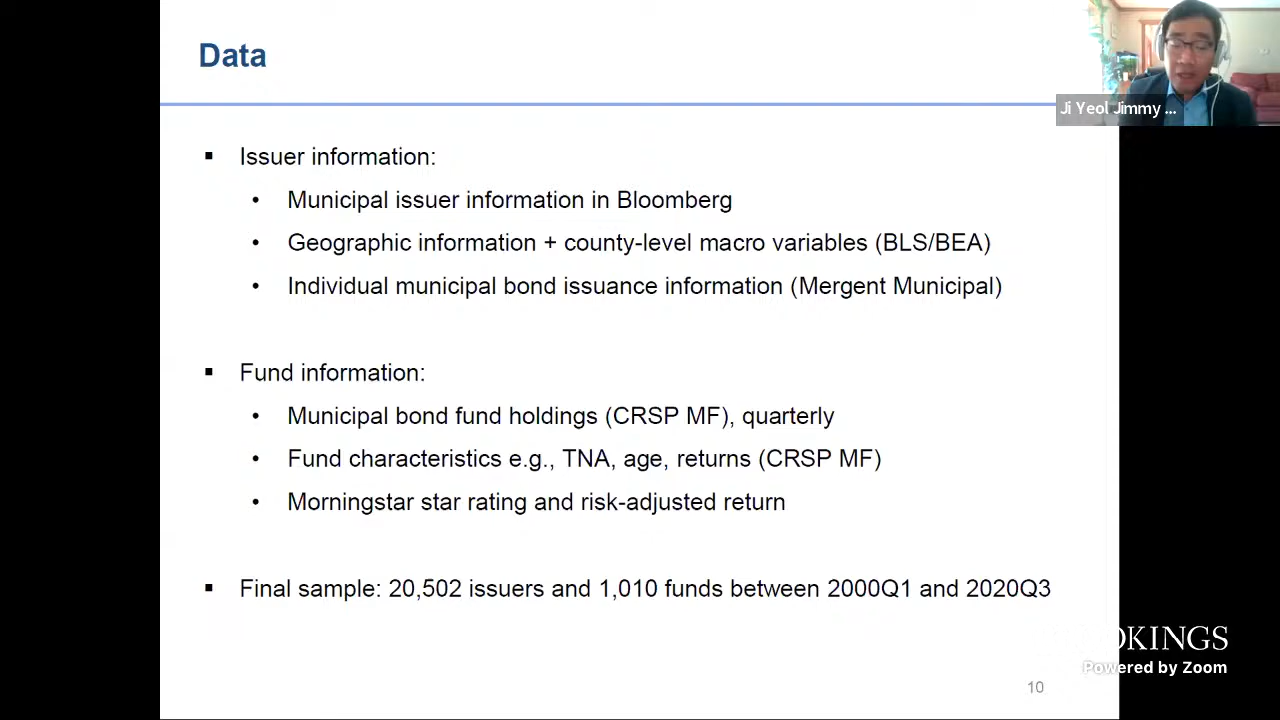 Data
Ji Yeol Jimmy ...
▪ Issuer information:
• Municipal issuer information in Bloomberg
• Geographic information + county-level macro variables (BLS/BEA)
• Individual municipal bond issuance information (Mergent Municipal)
▪ Fund information:
• Municipal bond fund holdings (CRSP MF), quarterly
• Fund characteristics e.g., TNA, age, returns (CRSP MF)
• Morningstar star rating and risk-adjusted return
▪ Final sample: 20,502 issuers and 1,010 funds between 2000Q1 and 2020Q3
OKINGS
Powered by Zoom
10